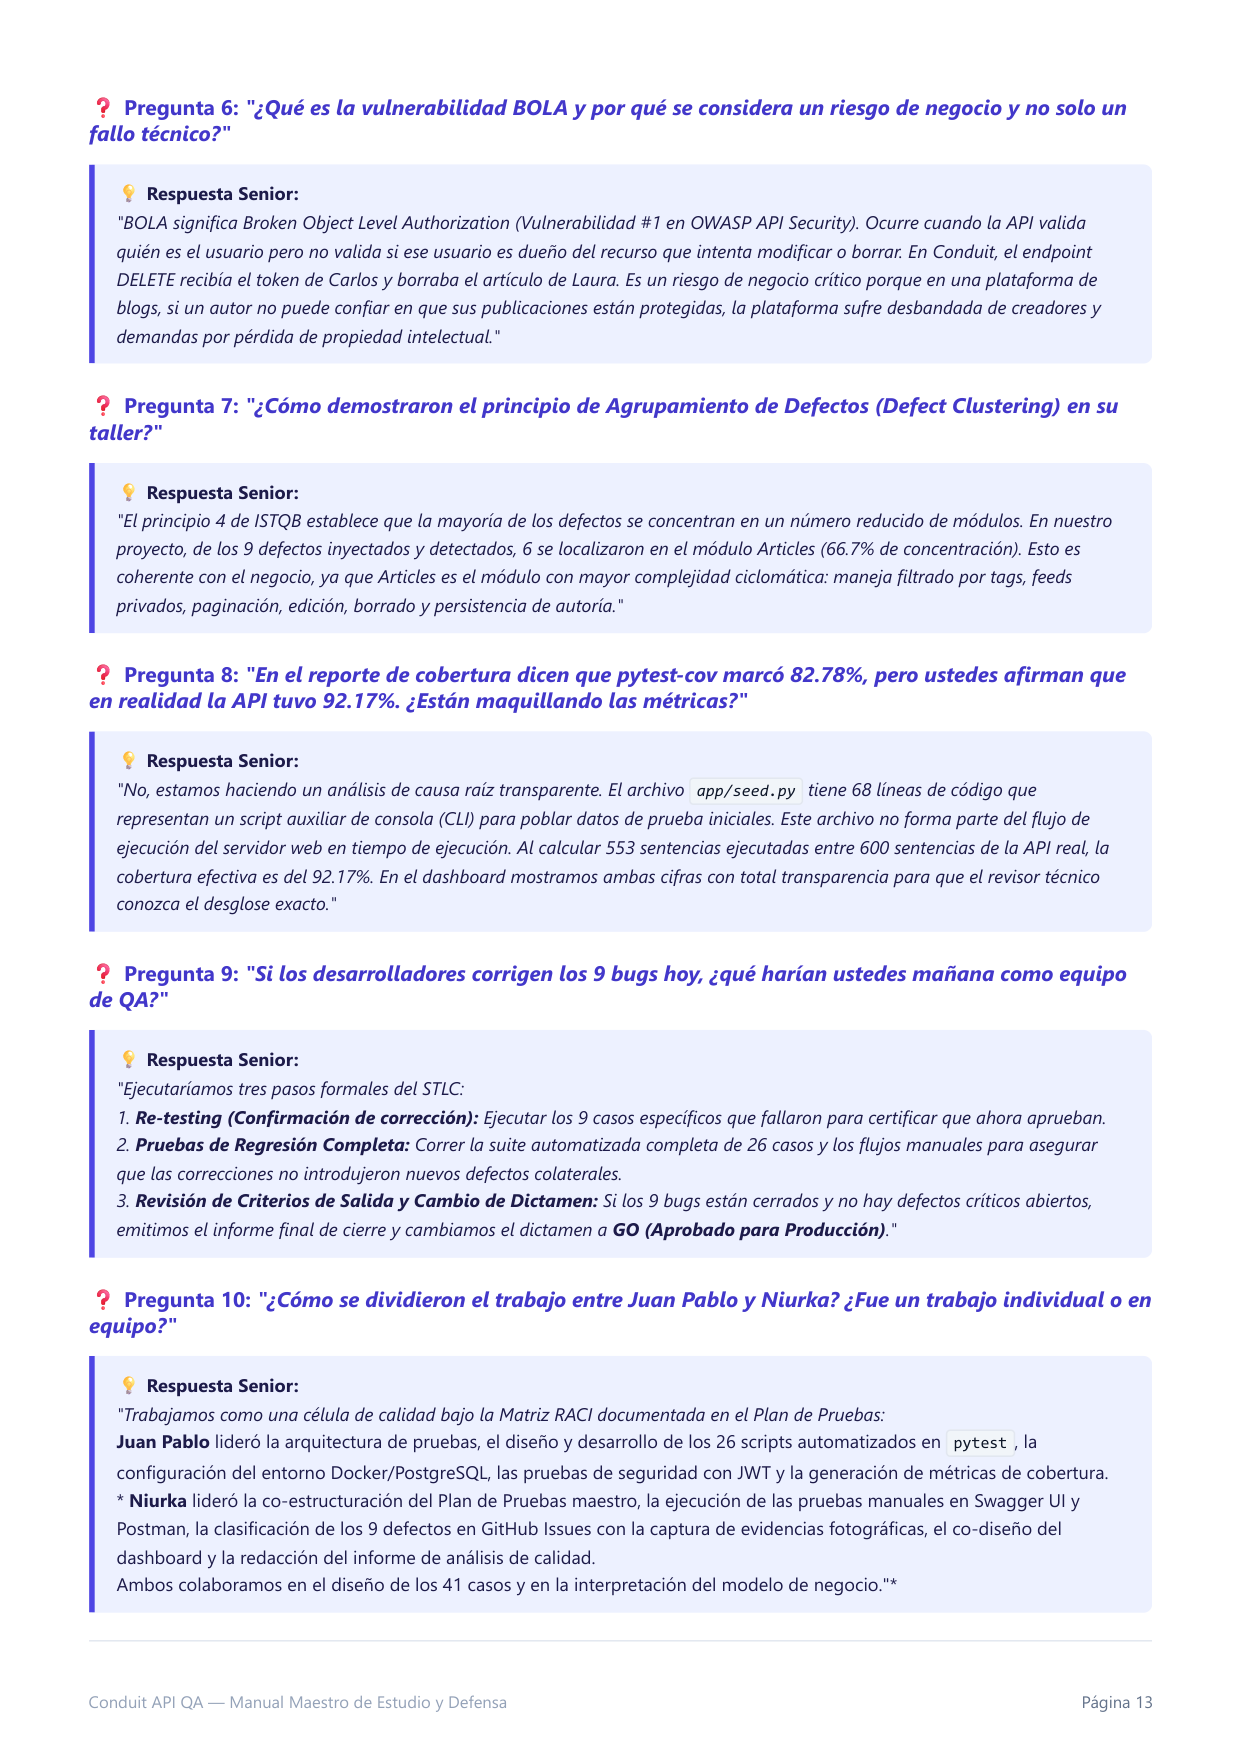 ❓ Pregunta 6: "¿Qué es la vulnerabilidad BOLA y por qué se considera un riesgo de negocio y no solo un
fallo técnico?"
💡 Respuesta Senior:
"BOLA significa Broken Object Level Authorization (Vulnerabilidad #1 en OWASP API Security). Ocurre cuando la API valida
quién es el usuario pero no valida si ese usuario es dueño del recurso que intenta modificar o borrar. En Conduit, el endpoint
DELETE recibía el token de Carlos y borraba el artículo de Laura. Es un riesgo de negocio crítico porque en una plataforma de
blogs, si un autor no puede confiar en que sus publicaciones están protegidas, la plataforma sufre desbandada de creadores y
demandas por pérdida de propiedad intelectual."
❓ Pregunta 7: "¿Cómo demostraron el principio de Agrupamiento de Defectos (Defect Clustering) en su
taller?"
💡 Respuesta Senior:
"El principio 4 de ISTQB establece que la mayoría de los defectos se concentran en un número reducido de módulos. En nuestro
proyecto, de los 9 defectos inyectados y detectados, 6 se localizaron en el módulo Articles (66.7% de concentración). Esto es
coherente con el negocio, ya que Articles es el módulo con mayor complejidad ciclomática: maneja filtrado por tags, feeds
privados, paginación, edición, borrado y persistencia de autoría."
❓ Pregunta 8: "En el reporte de cobertura dicen que pytest-cov marcó 82.78%, pero ustedes afirman que
en realidad la API tuvo 92.17%. ¿Están maquillando las métricas?"
💡 Respuesta Senior:
"No, estamos haciendo un análisis de causa raíz transparente. El archivo app/seed.py tiene 68 líneas de código que
representan un script auxiliar de consola (CLI) para poblar datos de prueba iniciales. Este archivo no forma parte del flujo de
ejecución del servidor web en tiempo de ejecución. Al calcular 553 sentencias ejecutadas entre 600 sentencias de la API real, la
cobertura efectiva es del 92.17%. En el dashboard mostramos ambas cifras con total transparencia para que el revisor técnico
conozca el desglose exacto."
❓ Pregunta 9: "Si los desarrolladores corrigen los 9 bugs hoy, ¿qué harían ustedes mañana como equipo
de QA?"
💡 Respuesta Senior:
"Ejecutaríamos tres pasos formales del STLC:
1. Re-testing (Confirmación de corrección): Ejecutar los 9 casos específicos que fallaron para certificar que ahora aprueban.
2. Pruebas de Regresión Completa: Correr la suite automatizada completa de 26 casos y los flujos manuales para asegurar
que las correcciones no introdujeron nuevos defectos colaterales.
3. Revisión de Criterios de Salida y Cambio de Dictamen: Si los 9 bugs están cerrados y no hay defectos críticos abiertos,
emitimos el informe final de cierre y cambiamos el dictamen a GO (Aprobado para Producción)."
❓ Pregunta 10: "¿Cómo se dividieron el trabajo entre Juan Pablo y Niurka? ¿Fue un trabajo individual o en
equipo?"
💡 Respuesta Senior:
"Trabajamos como una célula de calidad bajo la Matriz RACI documentada en el Plan de Pruebas:
Juan Pablo lideró la arquitectura de pruebas, el diseño y desarrollo de los 26 scripts automatizados en pytest, la
configuración del entorno Docker/PostgreSQL, las pruebas de seguridad con JWT y la generación de métricas de cobertura.
* Niurka lideró la co-estructuración del Plan de Pruebas maestro, la ejecución de las pruebas manuales en Swagger UI y
Postman, la clasificación de los 9 defectos en GitHub Issues con la captura de evidencias fotográficas, el co-diseño del
dashboard y la redacción del informe de análisis de calidad.
Ambos colaboramos en el diseño de los 41 casos y en la interpretación del modelo de negocio."*
Conduit API QA — Manual Maestro de Estudio y Defensa
Página 13